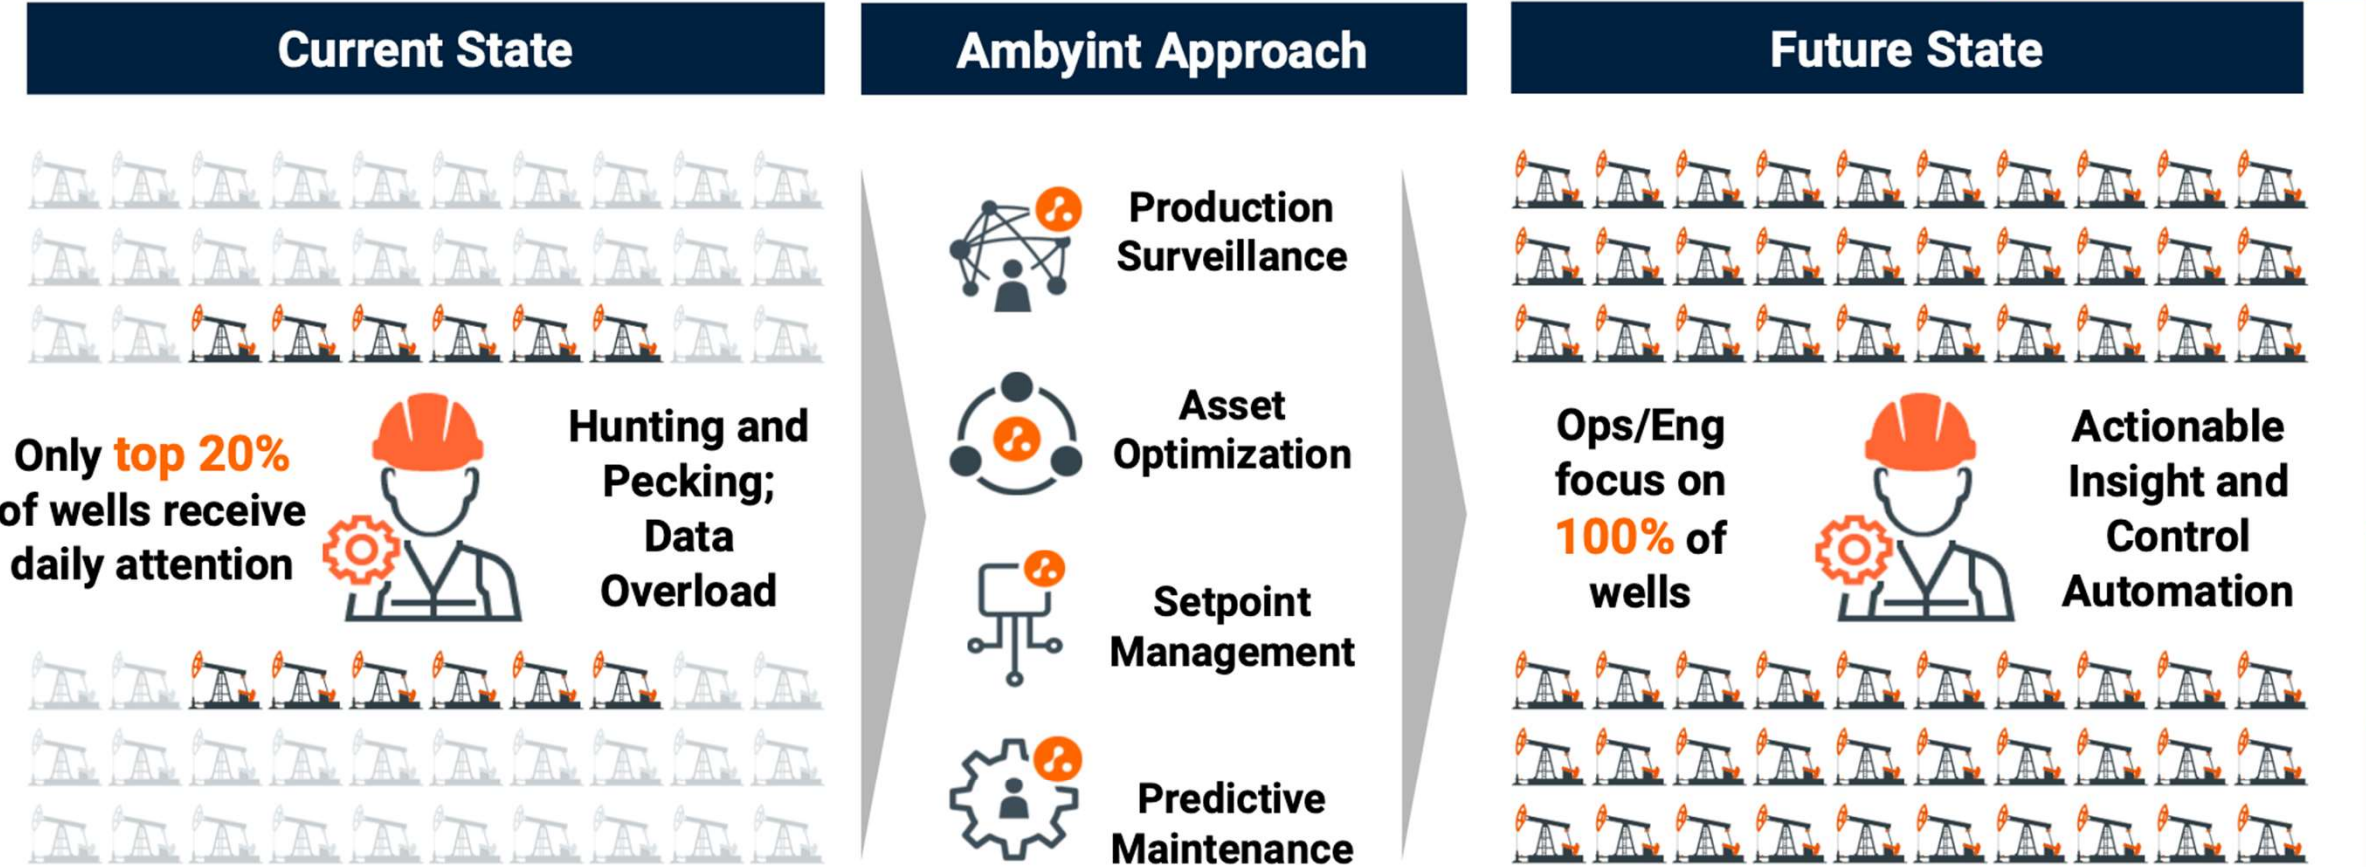 Current State
Ambyint Approach
Future State
Only top 20%
of wells receive
daily attention
Hunting and
Pecking;
Data
Overload
Production
Surveillance
Asset
Optimization
Setpoint
Management
Predictive
Maintenance
Ops/Eng
focus on
100% of
wells
Actionable
Insight and
Control
Automation